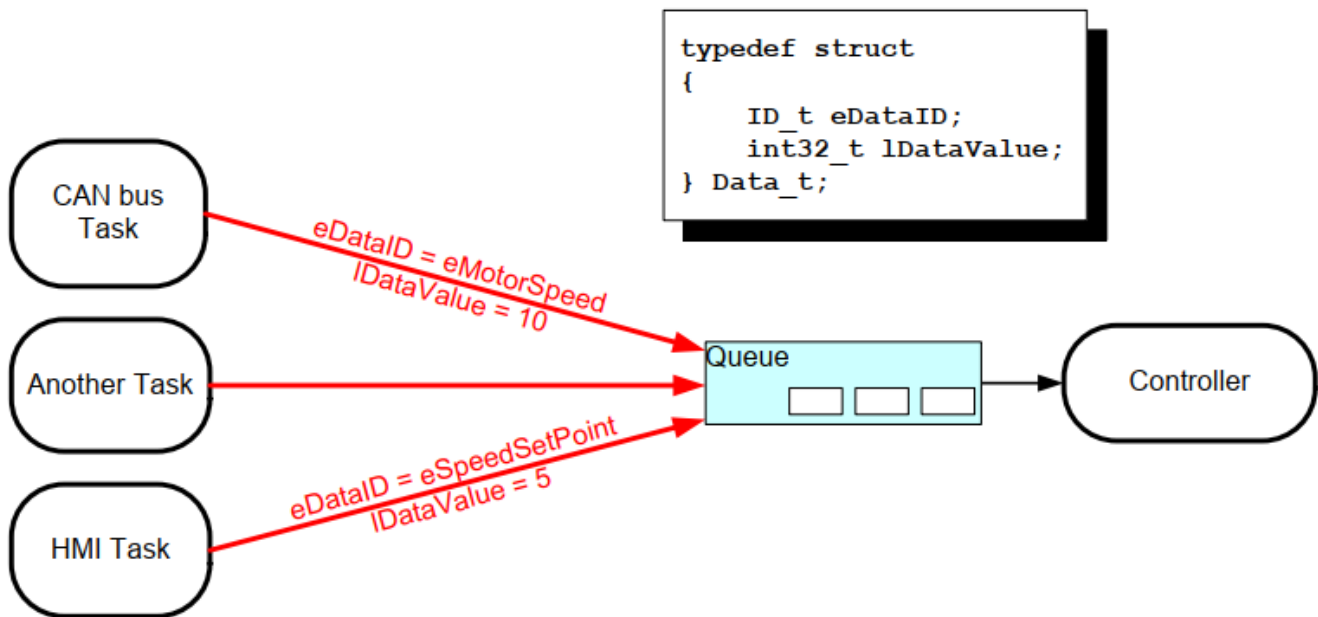 typedef struct
{
    ID_t eDataID;
    int32_t lDataValue;
} Data_t;
CAN bus
Task
eDataID = eMotorSpeed
lDataValue = 10
Another Task
Queue
Controller
eDataID = eSpeedSetPoint
lDataValue = 5
HMI Task